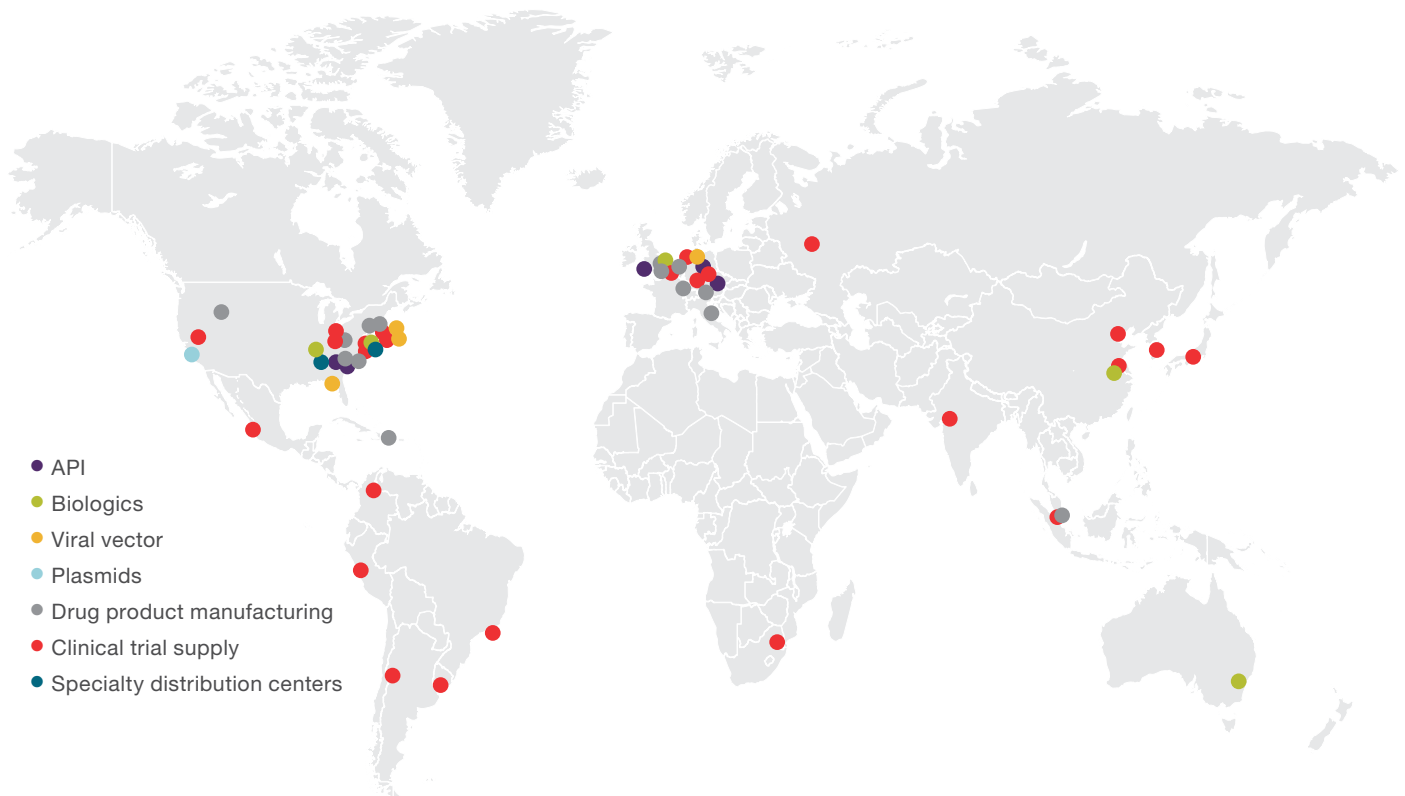 API
Biologics
Viral vector
Plasmids
Drug product manufacturing
Clinical trial supply
Specialty distribution centers